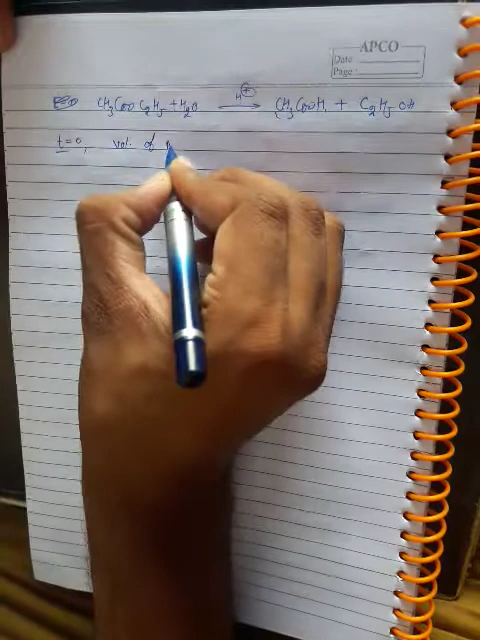 APCO
Date
Page
CH3COOC2H5 + H2O H⊕→ CH3COOH + C2H5OH
t=0, vol. of